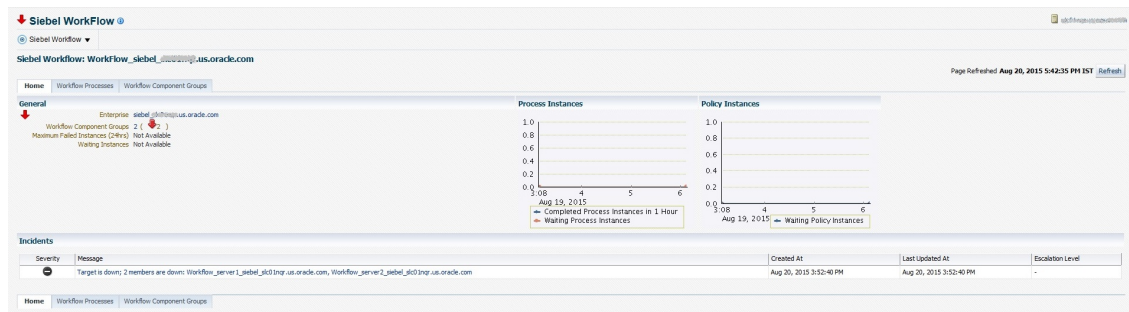 Siebel WorkFlow
Siebel Workflow
Siebel Workflow: WorkFlow_siebel_ .us.oracle.com
Page Refreshed Aug 20, 2015 5:42:35 PM IST Refresh
Home Workflow Processes Workflow Component Groups
General
Enterprise siebel_ .us.oracle.com
Workflow Component Groups 2 ( 2 )
Maximum Failed Instances (24hrs) Not Available
Waiting Instances Not Available
Process Instances
1.0
0.8
0.6
0.4
0.2
0.0
3:08 4 5 6
Aug 19, 2015
Completed Process Instances in 1 Hour
Waiting Process Instances
Policy Instances
1.0
0.8
0.6
0.4
0.2
0.0
3:08 4 5 6
Aug 19, 2015
Waiting Policy Instances
Incidents
Severity Message Created At Last Updated At Escalation Level
Target is down; 2 members are down: Workflow_server1_siebel_slc01nqr.us.oracle.com, Workflow_server2_siebel_slc01nqr.us.oracle.com Aug 20, 2015 3:52:40 PM Aug 20, 2015 3:52:40 PM -
Home Workflow Processes Workflow Component Groups